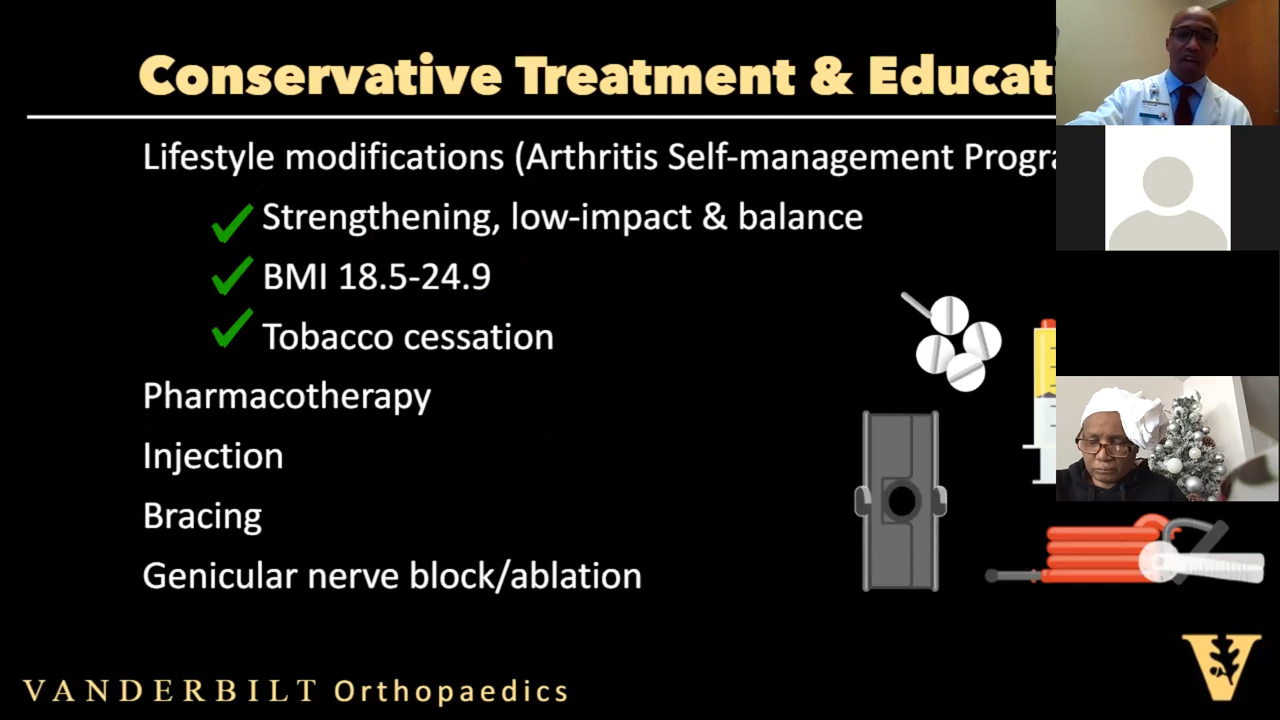 Conservative Treatment & Educati
Lifestyle modifications (Arthritis Self-management Progra
Strengthening, low-impact & balance
BMI 18.5-24.9
Tobacco cessation
Pharmacotherapy
Injection
Bracing
Genicular nerve block/ablation
VANDERBILT Orthopaedics
V